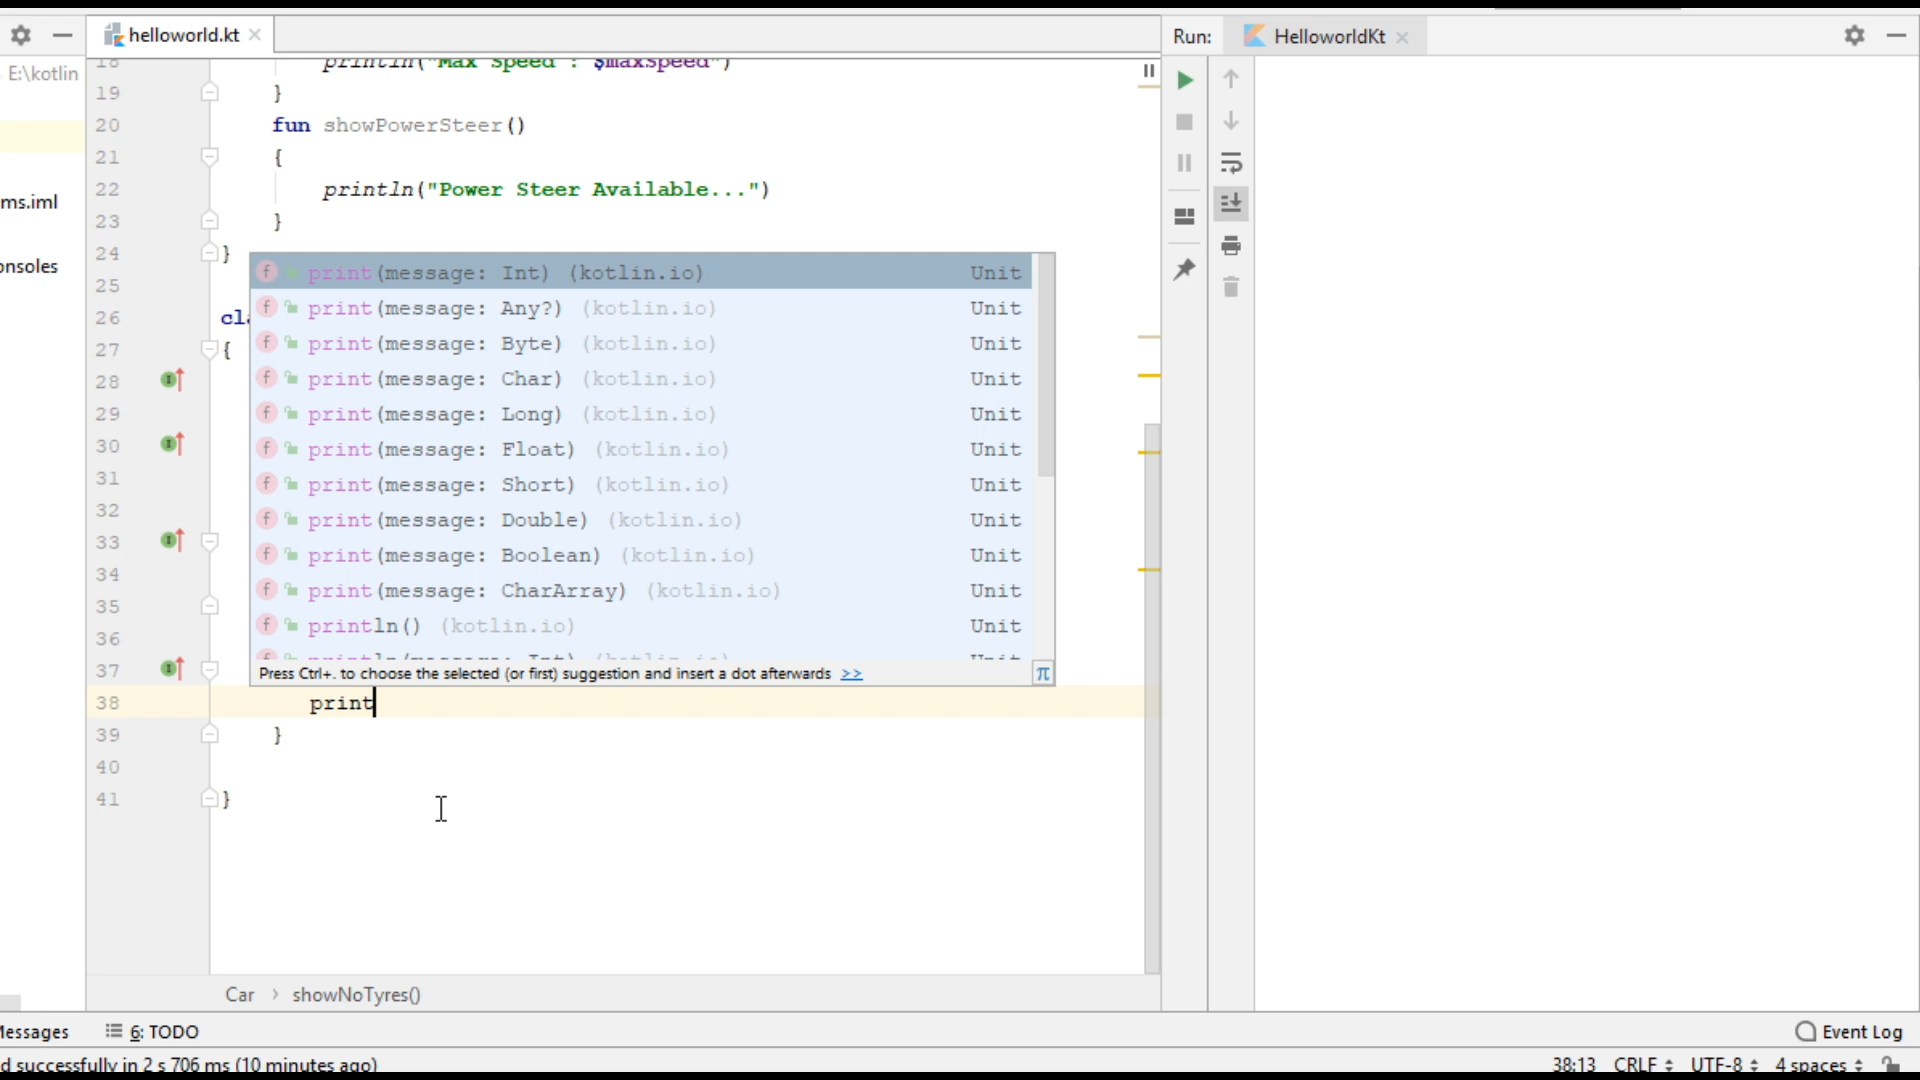 helloworld.kt
Run: HelloworldKt
E:\kotlin
18 println("Max Speed : $maxSpeed")
19 }
20 fun showPowerSteer()
21 {
22 println("Power Steer Available...")
23 }
24 }
25
26 cl
27 {
28
29
30
31
32
33
34
35
36
37
38 print
39 }
40
41 }
ms.iml
onsoles
f print(message: Int) (kotlin.io) Unit
f print(message: Any?) (kotlin.io) Unit
f print(message: Byte) (kotlin.io) Unit
f print(message: Char) (kotlin.io) Unit
f print(message: Long) (kotlin.io) Unit
f print(message: Float) (kotlin.io) Unit
f print(message: Short) (kotlin.io) Unit
f print(message: Double) (kotlin.io) Unit
f print(message: Boolean) (kotlin.io) Unit
f print(message: CharArray) (kotlin.io) Unit
f println() (kotlin.io) Unit
f println(message: Int) (kotlin.io) Unit
Press Ctrl+. to choose the selected (or first) suggestion and insert a dot afterwards >> π
Car > showNoTyres()
Messages 6: TODO Event Log
d successfully in 2 s 706 ms (10 minutes ago) 38:13 CRLF UTF-8 4 spaces